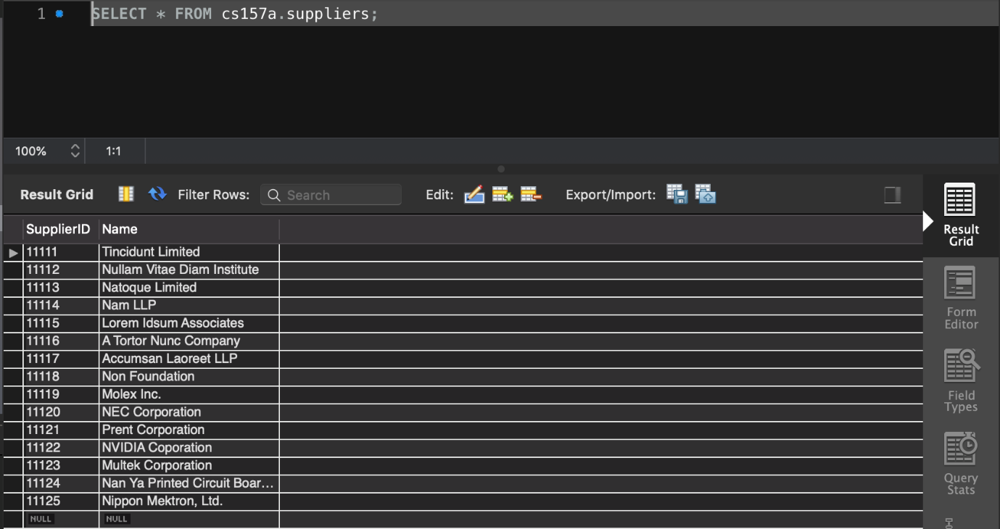 1 SELECT * FROM cs157a.suppliers;
100% 1:1
Result Grid Filter Rows: Search Edit: Export/Import:
SupplierID Name
11111 Tincidunt Limited
11112 Nullam Vitae Diam Institute
11113 Natoque Limited
11114 Nam LLP
11115 Lorem Idsum Associates
11116 A Tortor Nunc Company
11117 Accumsan Laoreet LLP
11118 Non Foundation
11119 Molex Inc.
11120 NEC Corporation
11121 Prent Corporation
11122 NVIDIA Coporation
11123 Multek Corporation
11124 Nan Ya Printed Circuit Boar...
11125 Nippon Mektron, Ltd.
NULL NULL
Result
Grid
Form
Editor
Field
Types
Query
Stats